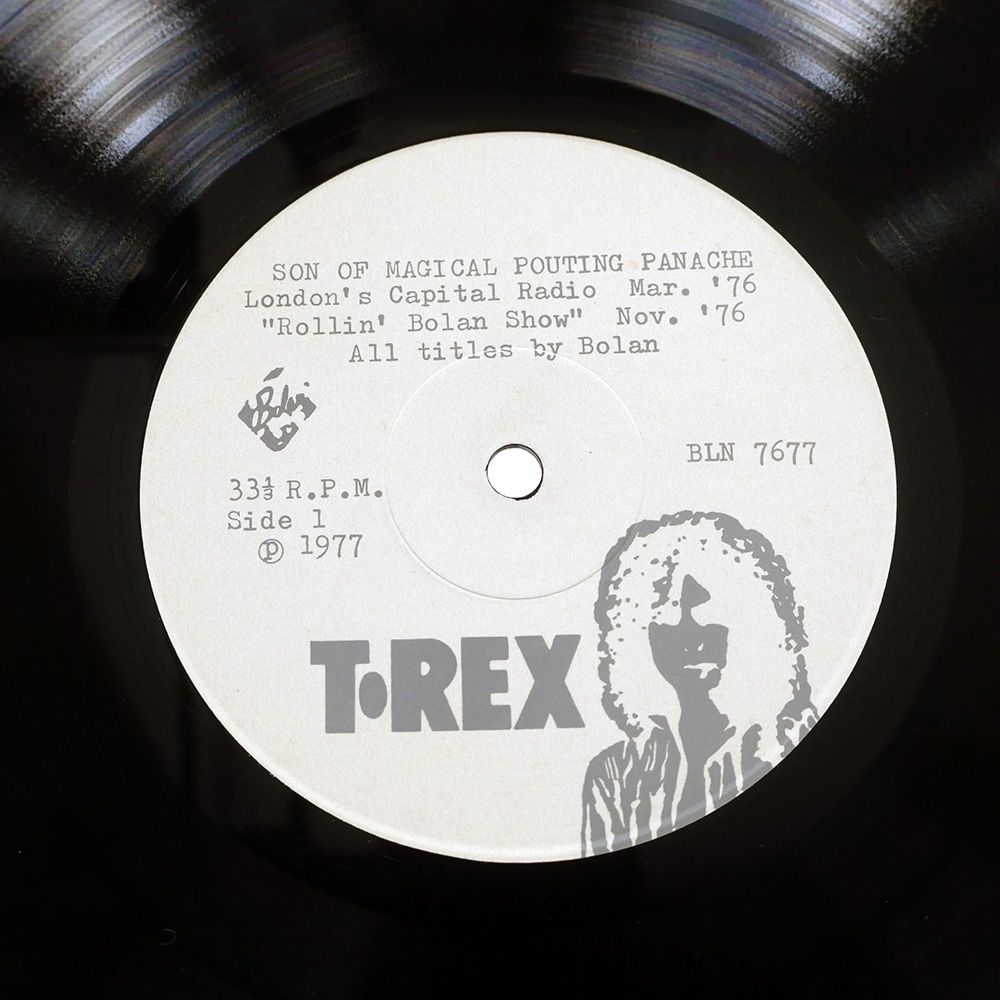 SON OF MAGICAL POUTING PANACHE
London's Capital Radio Mar. '76
"Rollin' Bolan Show" Nov. '76
All titles by Bolan
Bolan
BLN 7677
33⅓ R.P.M.
Side 1
℗ 1977
T•REX